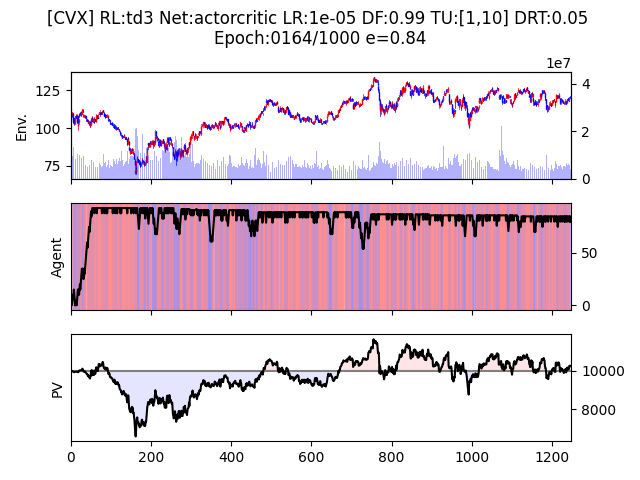 [CVX] RL:td3 Net:actorcritic LR:1e-05 DF:0.99 TU:[1,10] DRT:0.05
Epoch:0164/1000 e=0.84
1e7
125
100
75
Env.
4
2
0
Agent
50
0
PV
10000
8000
0
200
400
600
800
1000
1200